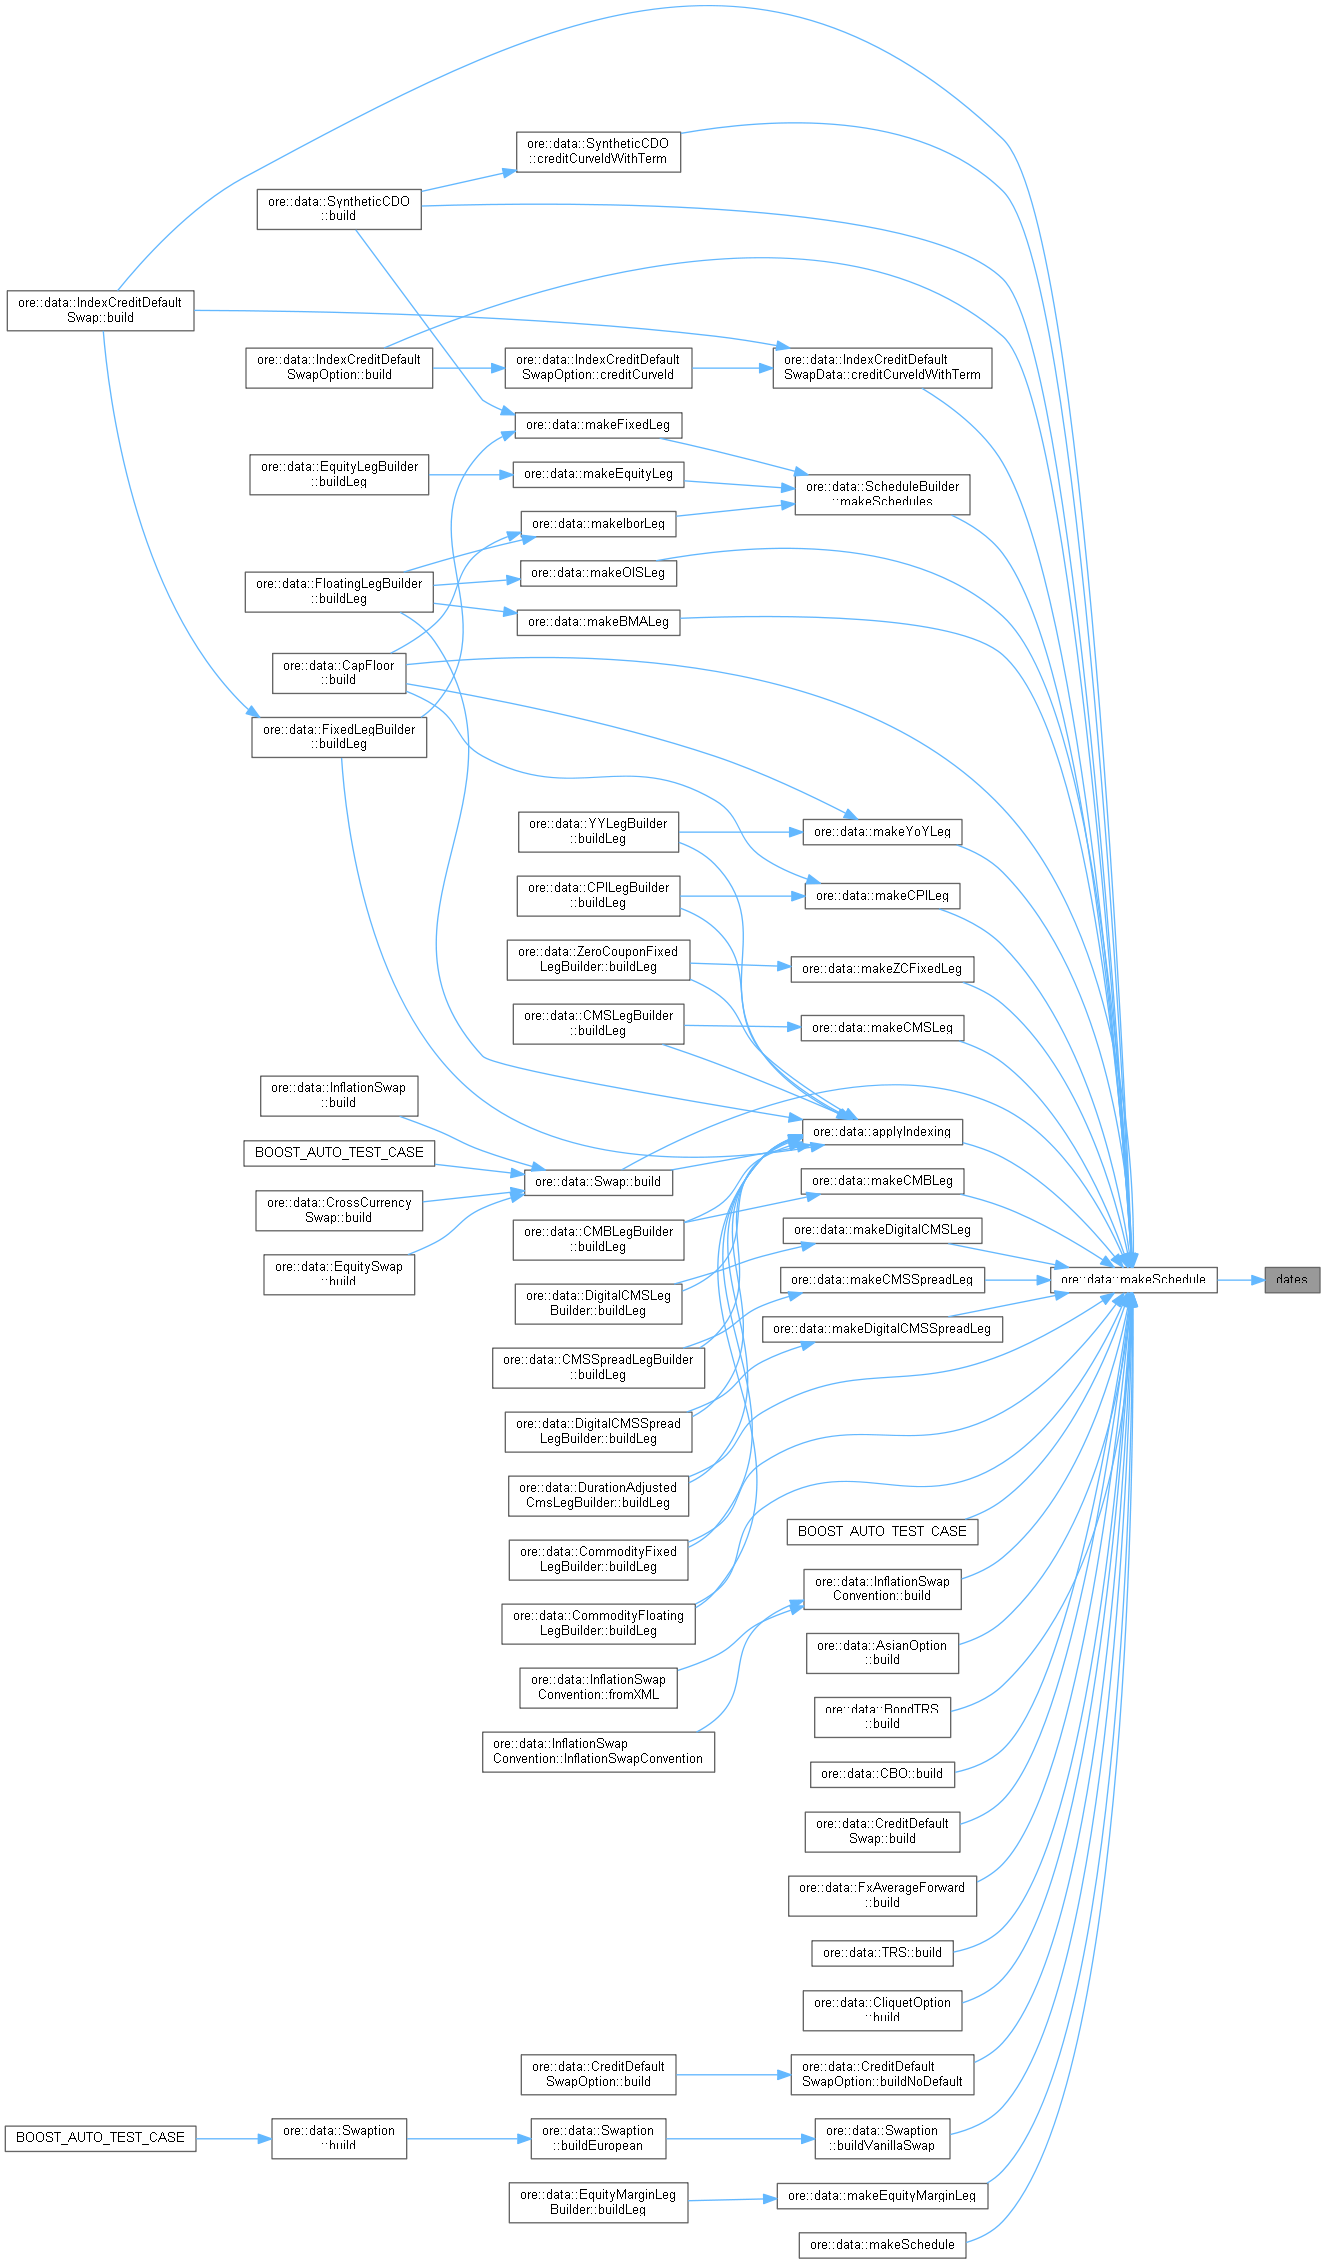 ore::data::SyntheticCDO
::creditCurveIdWithTerm
ore::data::SyntheticCDO
::build
ore::data::IndexCreditDefault
Swap::build
ore::data::IndexCreditDefault
SwapOption::build
ore::data::IndexCreditDefault
SwapOption::creditCurveId
ore::data::IndexCreditDefault
SwapData::creditCurveIdWithTerm
ore::data::makeFixedLeg
ore::data::EquityLegBuilder
::buildLeg
ore::data::makeEquityLeg
ore::data::ScheduleBuilder
::makeSchedules
ore::data::makeIborLeg
ore::data::makeOISLeg
ore::data::FloatingLegBuilder
::buildLeg
ore::data::makeBMALeg
ore::data::CapFloor
::build
ore::data::FixedLegBuilder
::buildLeg
ore::data::YYLegBuilder
::buildLeg
ore::data::makeYoYLeg
ore::data::CPILegBuilder
::buildLeg
ore::data::makeCPILeg
ore::data::ZeroCouponFixed
LegBuilder::buildLeg
ore::data::makeZCFixedLeg
ore::data::CMSLegBuilder
::buildLeg
ore::data::makeCMSLeg
ore::data::InflationSwap
::build
ore::data::applyIndexing
BOOST_AUTO_TEST_CASE
ore::data::Swap::build
ore::data::makeCMBLeg
ore::data::CrossCurrency
Swap::build
ore::data::CMBLegBuilder
::buildLeg
ore::data::makeDigitalCMSLeg
ore::data::EquitySwap
::build
ore::data::makeCMSSpreadLeg
ore::data::makeSchedule
dates
ore::data::DigitalCMSLeg
Builder::buildLeg
ore::data::makeDigitalCMSSpreadLeg
ore::data::CMSSpreadLegBuilder
::buildLeg
ore::data::DigitalCMSSpread
LegBuilder::buildLeg
ore::data::DurationAdjusted
CmsLegBuilder::buildLeg
BOOST_AUTO_TEST_CASE
ore::data::CommodityFixed
LegBuilder::buildLeg
ore::data::InflationSwap
Convention::build
ore::data::CommodityFloating
LegBuilder::buildLeg
ore::data::AsianOption
::build
ore::data::InflationSwap
Convention::fromXML
ore::data::BondTRS
::build
ore::data::InflationSwap
Convention::InflationSwapConvention
ore::data::CBO::build
ore::data::CreditDefault
Swap::build
ore::data::FxAverageForward
::build
ore::data::TRS::build
ore::data::CliquetOption
::build
ore::data::CreditDefault
SwapOption::build
ore::data::CreditDefault
SwapOption::buildNoDefault
BOOST_AUTO_TEST_CASE
ore::data::Swaption
::build
ore::data::Swaption
::buildEuropean
ore::data::Swaption
::buildVanillaSwap
ore::data::EquityMarginLeg
Builder::buildLeg
ore::data::makeEquityMarginLeg
ore::data::makeSchedule